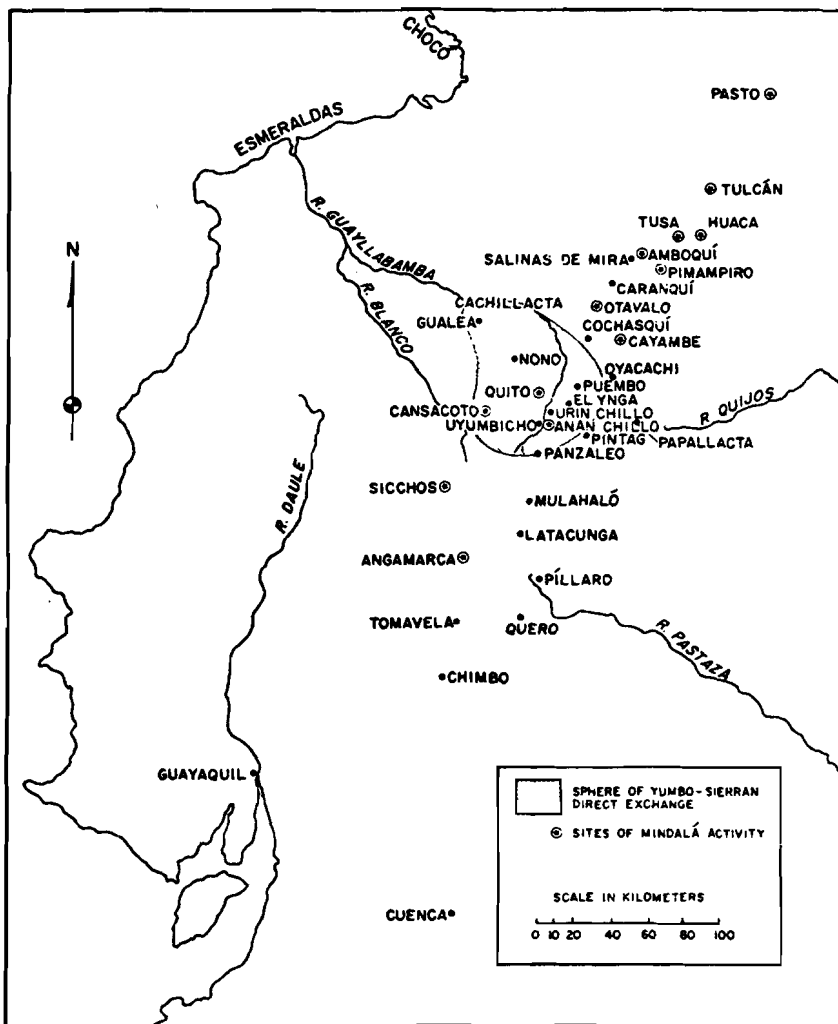 CHOCÓ
ESMERALDAS
PASTO
TULCÁN
TUSA
HUACA
R. GUAYLLABAMBA
AMBOQUÍ
SALINAS DE MIRA
PIMAMPIRO
N
CARANQUÍ
R. BLANCO
CACHILLACTA
OTAVALO
GUALEA
COCHASQUÍ
CAYAMBE
NONO
OYACACHI
PUEMBO
QUITO
EL YNGA
R. QUIJOS
CANSACOTO
URIN CHILLO
UYUMBICHO
ANAN CHILLO
PINTAG
PAPALLACTA
PANZALEO
SICCHOS
R. DAULE
MULAHALÓ
LATACUNGA
ANGAMARCA
PÍLLARO
TOMAVELA
QUERO
R. PASTAZA
CHIMBO
GUAYAQUIL
SPHERE OF YUMBO-SIERRAN
DIRECT EXCHANGE
SITES OF MINDALÁ ACTIVITY
SCALE IN KILOMETERS
CUENCA
0 10 20 40 60 80 100